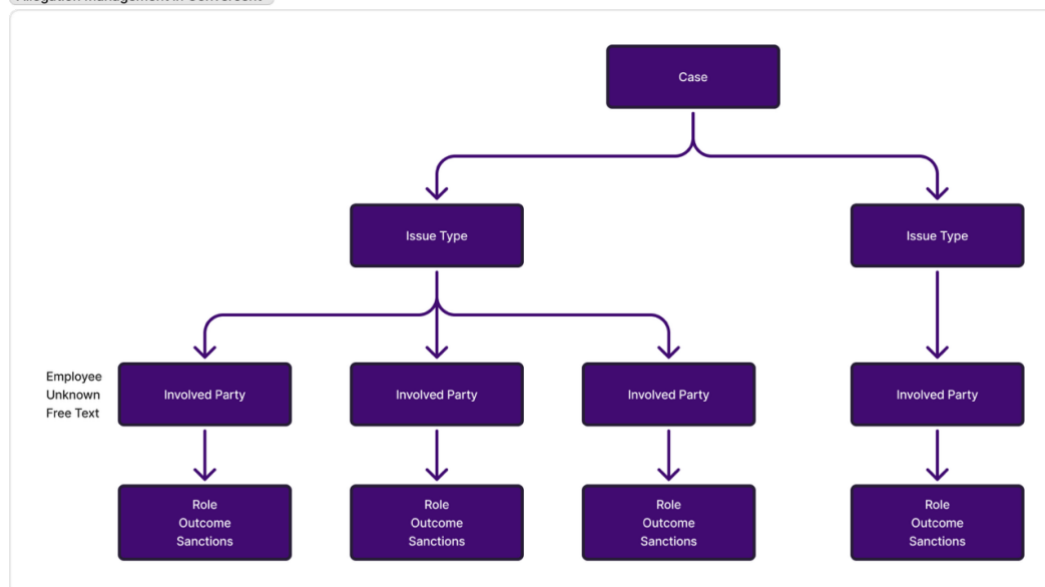 Case
Issue Type
Issue Type
Employee
Unknown
Free Text
Involved Party
Involved Party
Involved Party
Involved Party
Role
Outcome
Sanctions
Role
Outcome
Sanctions
Role
Outcome
Sanctions
Role
Outcome
Sanctions